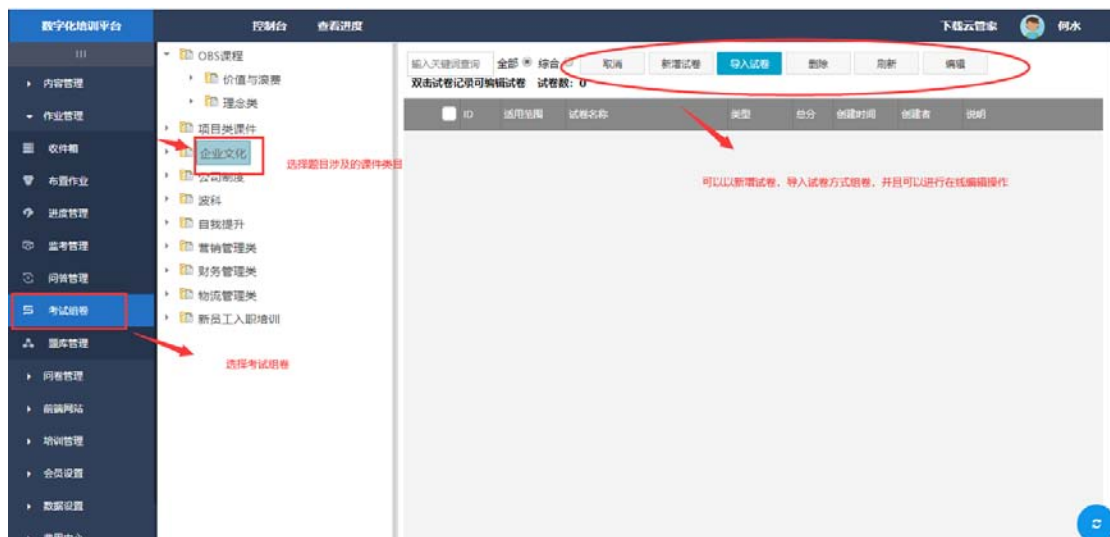 数字化培训平台 控制台 查看进度 下载云管家 何水
内容管理
作业管理
收件箱
布置作业
进度管理
监考管理
问答管理
考试组卷
题库管理
问卷管理
前端网站
培训管理
会员设置
数据设置
OBS课程
价值与浪费
理念类
项目类课件
企业文化
公司制度
波科
自我提升
营销管理类
财务管理类
物流管理类
新员工入职培训
选择题目涉及的课件类目
选择考试组卷
输入关键词查询 全部 综合 取消 新增试卷 导入试卷 删除 刷新 编辑
双击试卷记录可编辑试卷 试卷数: 0
ID 适用范围 试卷名称 类型 总分 创建时间 创建者 说明
可以以新增试卷、导入试卷方式组卷，并且可以进行在线编辑操作